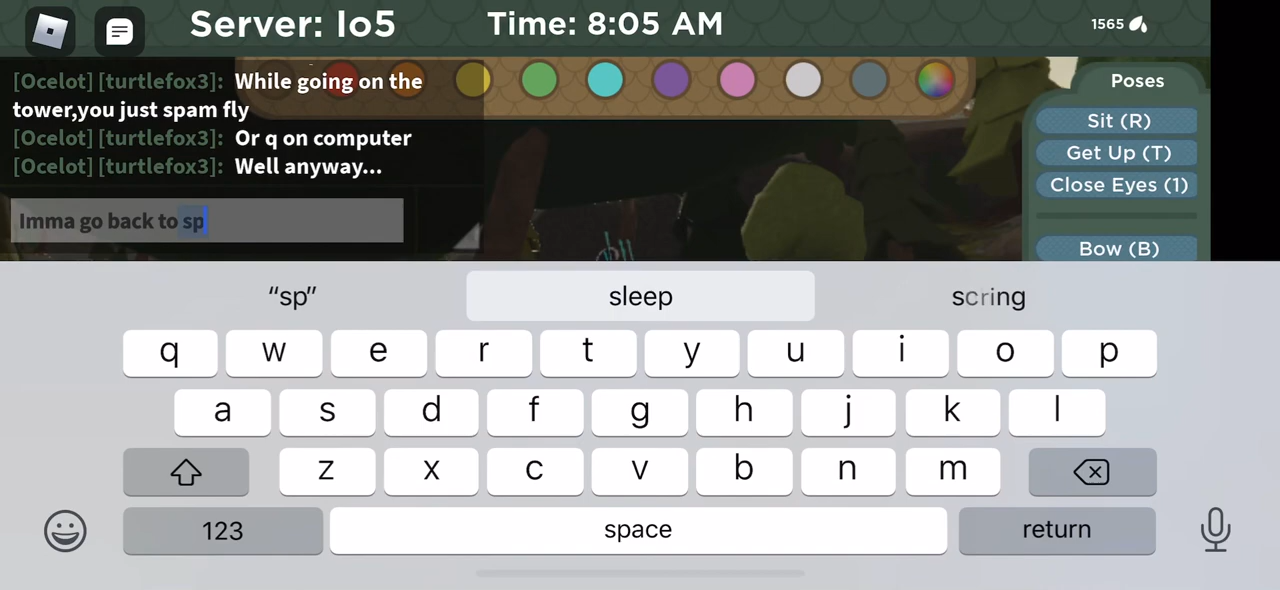 Server: Io5
Time: 8:05 AM
1565
[Ocelot] [turtlefox3]: While going on the
tower,you just spam fly
[Ocelot] [turtlefox3]: Or q on computer
[Ocelot] [turtlefox3]: Well anyway...
Imma go back to sp
Poses
Sit (R)
Get Up (T)
Close Eyes (1)
Bow (B)
“sp” sleep scring
q w e r t y u i o p
a s d f g h j k l
z x c v b n m
123 space return